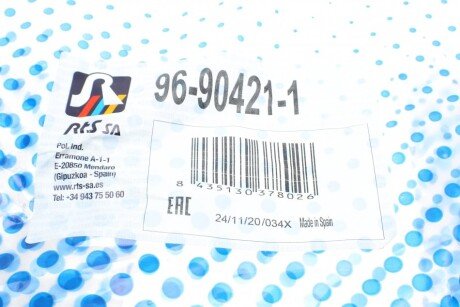 96-90421-1
R
RTS SA
Pol. ind.
Erramone A-1-1
E-20850 Mendaro
(Gipuzkoa - Spain)
www.rts-sa.es
Tel: +34 943 75 50 60
8 435130 378026
EAC
24/11/20/034X Made in Spain